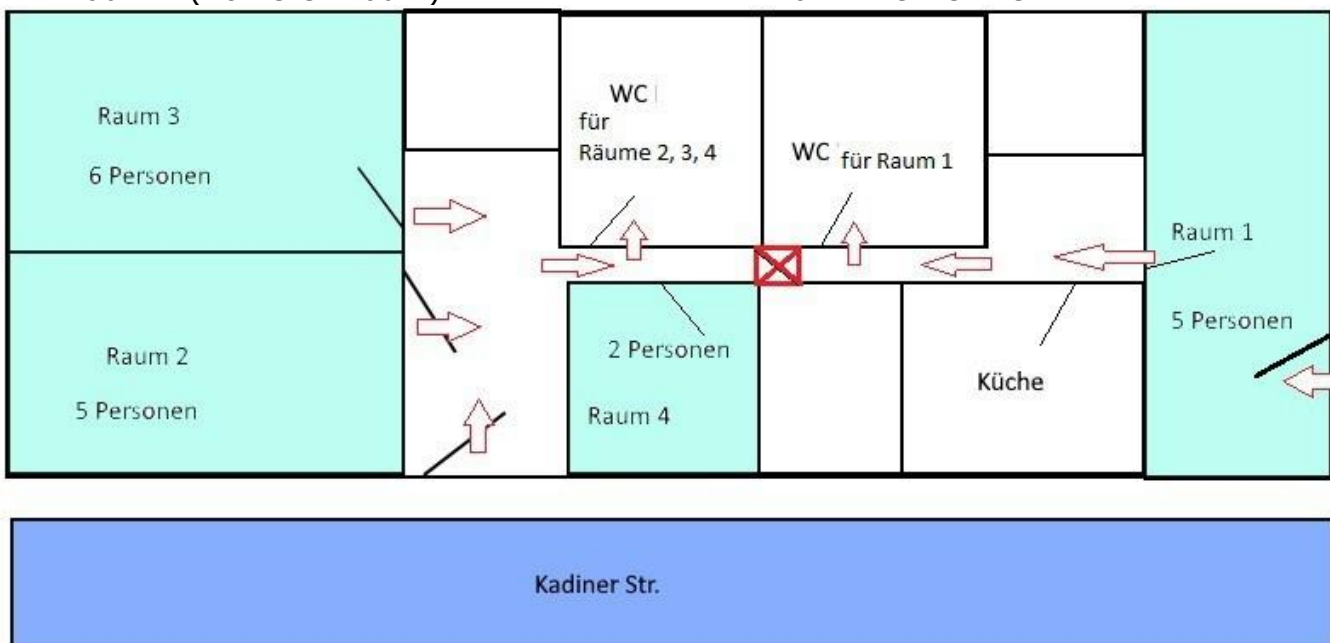 Raum 3
6 Personen
Raum 2
5 Personen
WC
für
Räume 2, 3, 4
WC für Raum 1
2 Personen
Raum 4
Küche
Raum 1
5 Personen
Kadiner Str.